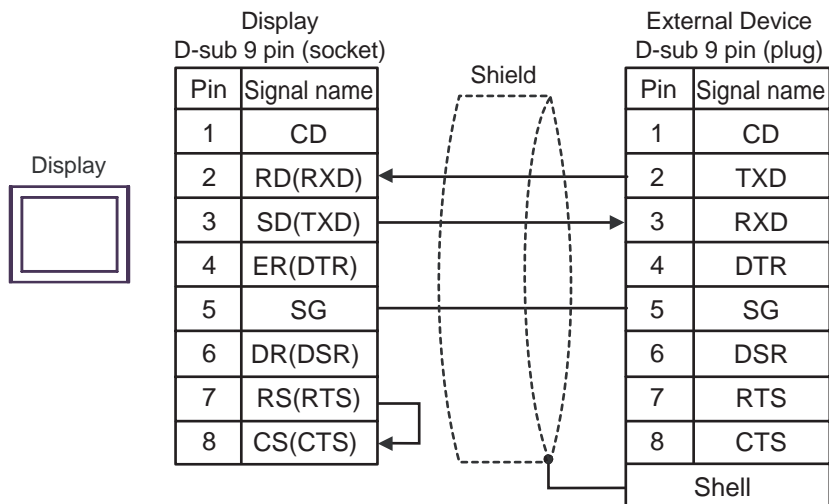 Display
D-sub 9 pin (socket)
External Device
D-sub 9 pin (plug)
Shield
Display
Pin Signal name
1 CD
2 RD(RXD)
3 SD(TXD)
4 ER(DTR)
5 SG
6 DR(DSR)
7 RS(RTS)
8 CS(CTS)
Pin Signal name
1 CD
2 TXD
3 RXD
4 DTR
5 SG
6 DSR
7 RTS
8 CTS
Shell